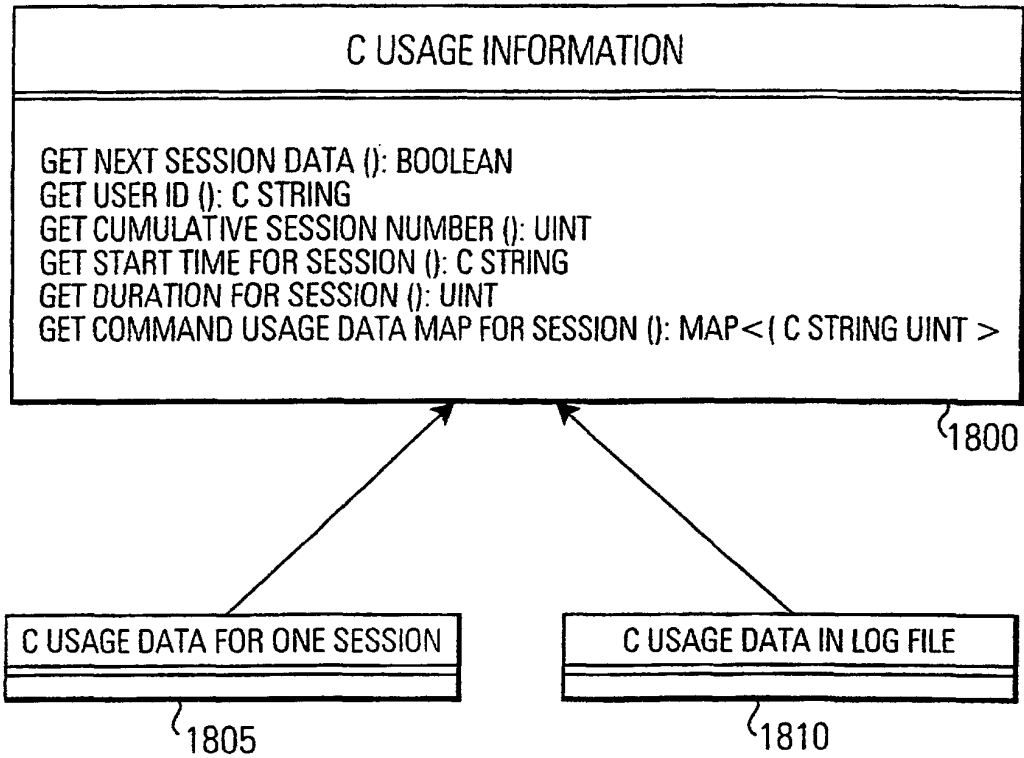 C USAGE INFORMATION
GET NEXT SESSION DATA (): BOOLEAN
GET USER ID (): C STRING
GET CUMULATIVE SESSION NUMBER (): UINT
GET START TIME FOR SESSION (): C STRING
GET DURATION FOR SESSION (): UINT
GET COMMAND USAGE DATA MAP FOR SESSION (): MAP<( C STRING UINT >
1800
C USAGE DATA FOR ONE SESSION
C USAGE DATA IN LOG FILE
1805
1810